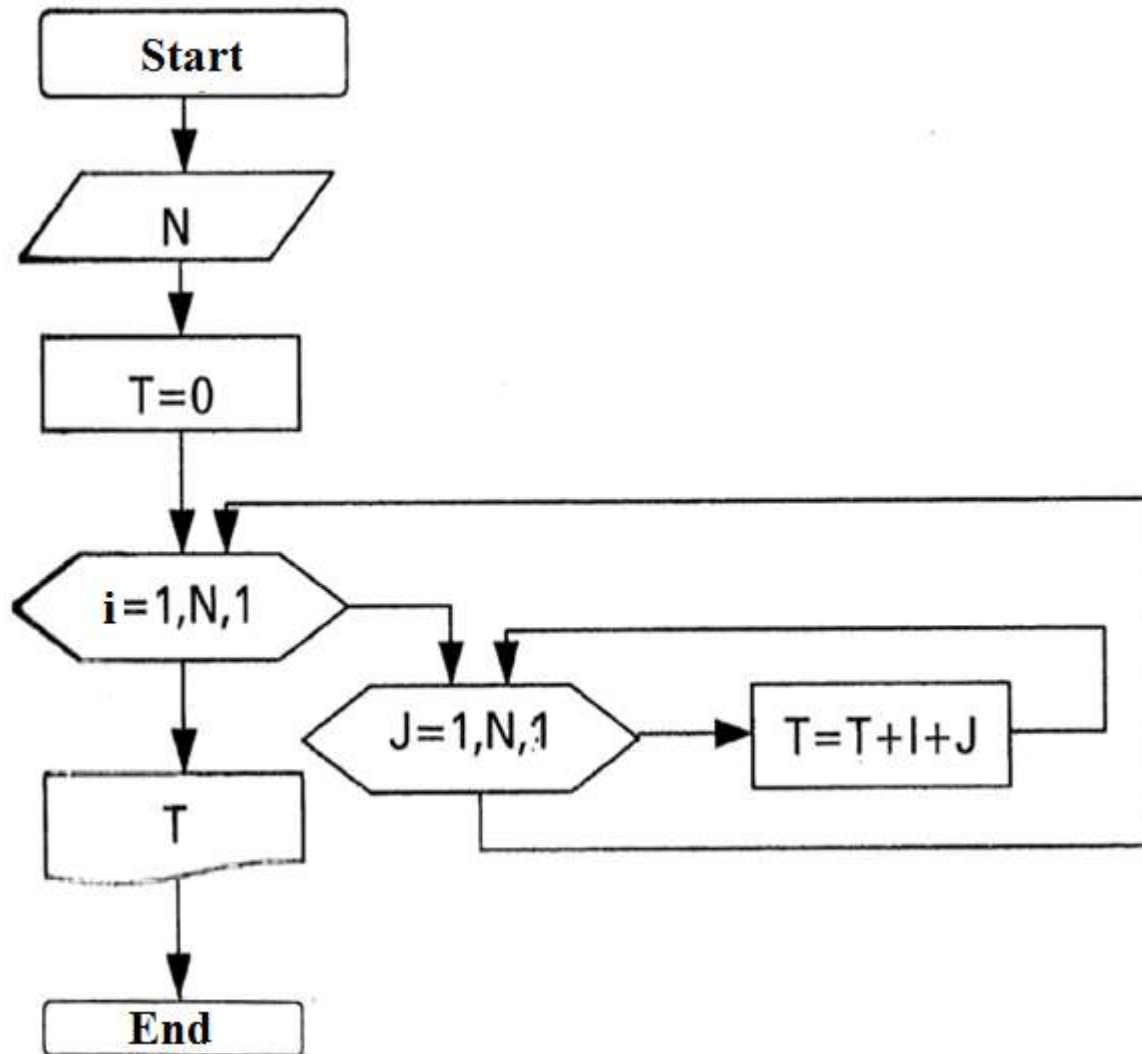 Start
N
T=0
i=1,N,1
J=1,N,1
T=T+I+J
T
End